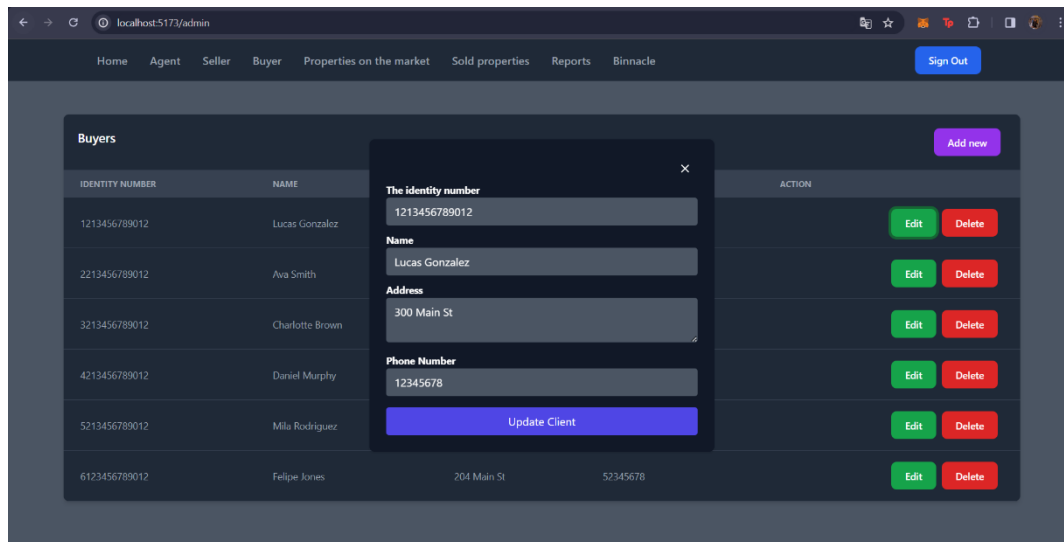 localhost:5173/admin
Home Agent Seller Buyer Properties on the market Sold properties Reports Binnacle Sign Out
Buyers
Add new
×
IDENTITY NUMBER NAME ACTION
The identity number
1213456789012
1213456789012 Lucas Gonzalez Edit Delete
Name
Lucas Gonzalez
2213456789012 Ava Smith Edit Delete
Address
300 Main St
3213456789012 Charlotte Brown Edit Delete
Phone Number
12345678
4213456789012 Daniel Murphy Edit Delete
Update Client
5213456789012 Mila Rodriguez Edit Delete
6123456789012 Felipe Jones 204 Main St 52345678 Edit Delete